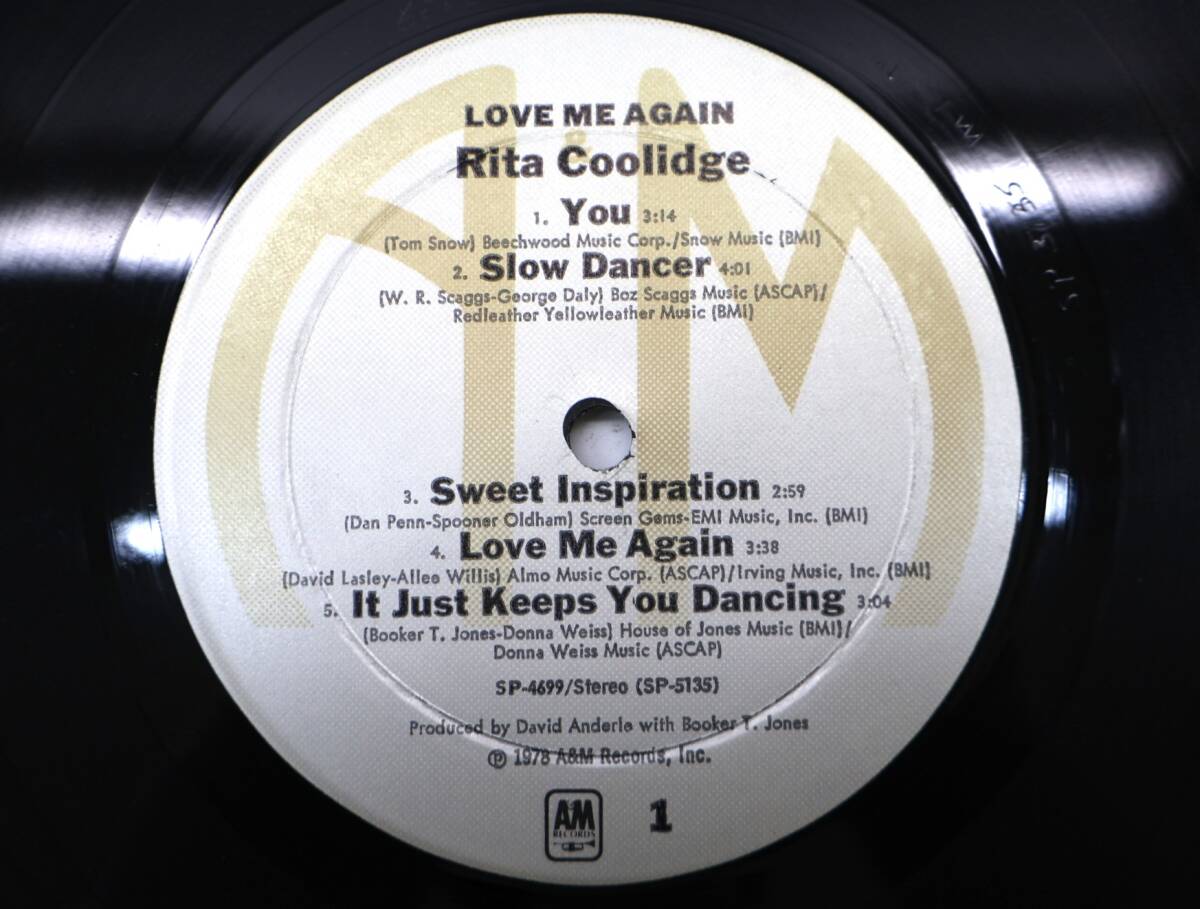 LOVE ME AGAIN
Rita Coolidge
1. You 3:14
(Tom Snow) Beechwood Music Corp./Snow Music (BMI)
2. Slow Dancer 4:01
(W. R. Scaggs-George Daly) Boz Scaggs Music (ASCAP)/
Redleather Yellowleather Music (BMI)
3. Sweet Inspiration 2:59
(Dan Penn-Spooner Oldham) Screen Gems-EMI Music, Inc. (BMI)
4. Love Me Again 3:38
(David Lasley-Allee Willis) Almo Music Corp. (ASCAP)/Irving Music, Inc. (BMI)
5. It Just Keeps You Dancing 3:04
(Booker T. Jones-Donna Weiss) House of Jones Music (BMI)/
Donna Weiss Music (ASCAP)
SP-4699/Stereo (SP-5135)
Produced by David Anderle with Booker T. Jones
℗ 1978 A&M Records, Inc.
A&M
RECORDS
1